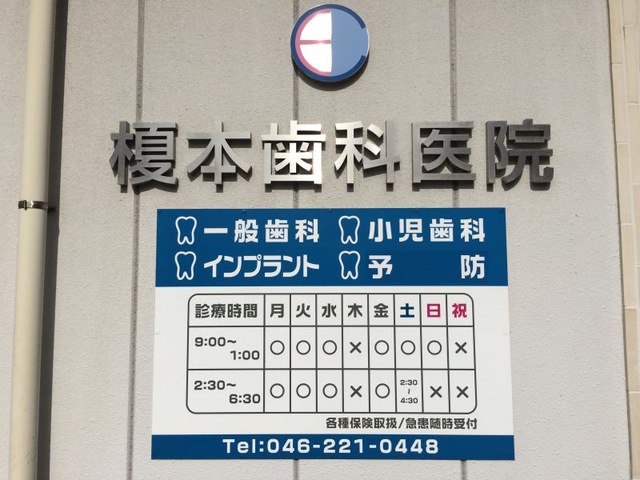 榎本歯科医院
一般歯科 小児歯科
インプラント 予防
診療時間 月 火 水 木 金 土 日 祝
9:00〜1:00 ○ ○ ○ × ○ ○ ○ ×
2:30〜6:30 ○ ○ ○ × ○ 2:30〜4:30 × ×
各種保険取扱/急患随時受付
Tel:046-221-0448